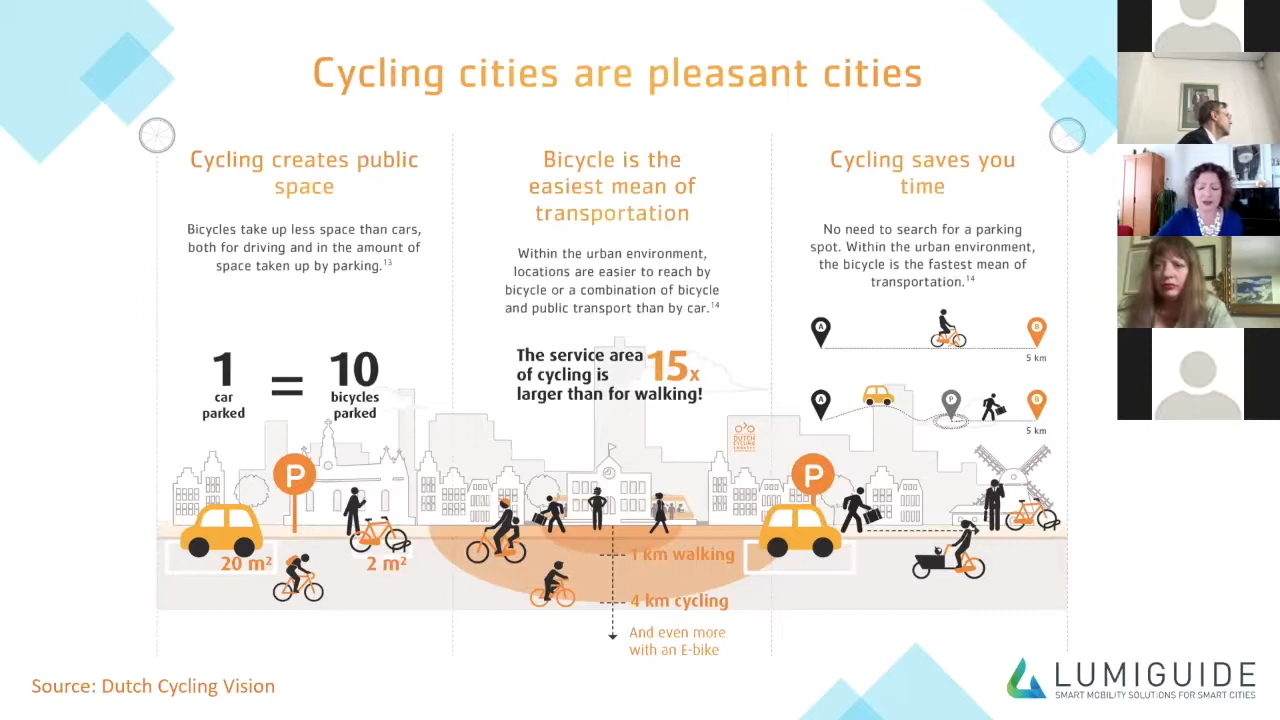 Cycling cities are pleasant cities
Cycling creates public
space
Bicycles take up less space than cars,
both for driving and in the amount of
space taken up by parking.13
1
car
parked
=
10
bicycles
parked
P
20 m²
2 m²
Bicycle is the
easiest mean of
transportation
Within the urban environment,
locations are easier to reach by
bicycle or a combination of bicycle
and public transport than by car.14
The service area
of cycling is 15x
larger than for walking!
DUTCH
CYCLING
EMBASSY
1 km walking
4 km cycling
And even more
with an E-bike
Cycling saves you
time
No need to search for a parking
spot. Within the urban environment,
the bicycle is the fastest mean of
transportation.14
A
B
5 km
A
P
B
5 km
P
Source: Dutch Cycling Vision
LUMIGUIDE
SMART MOBILITY SOLUTIONS FOR SMART CITIES